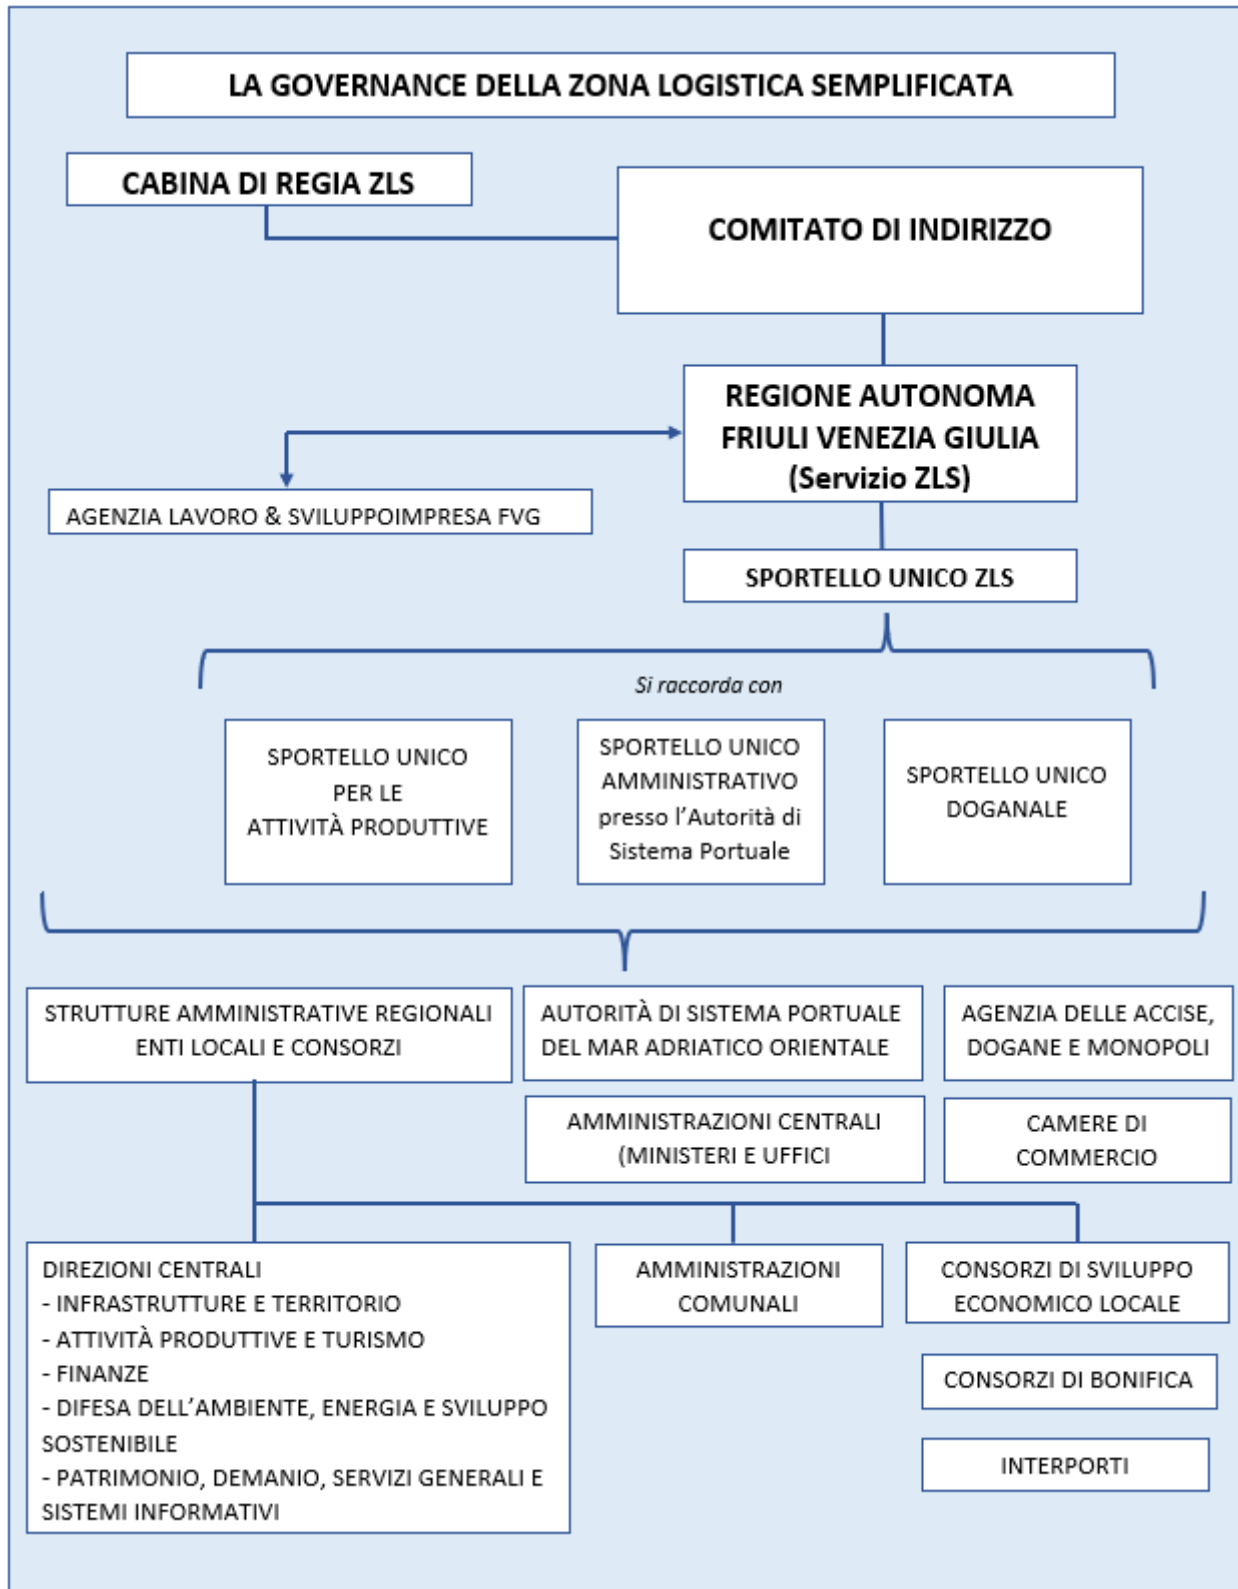 LA GOVERNANCE DELLA ZONA LOGISTICA SEMPLIFICATA
CABINA DI REGIA ZLS
COMITATO DI INDIRIZZO
REGIONE AUTONOMA
FRIULI VENEZIA GIULIA
(Servizio ZLS)
AGENZIA LAVORO & SVILUPPOIMPRESA FVG
SPORTELLO UNICO ZLS
Si raccorda con
SPORTELLO UNICO
PER LE
ATTIVITÀ PRODUTTIVE
SPORTELLO UNICO
AMMINISTRATIVO
presso l'Autorità di
Sistema Portuale
SPORTELLO UNICO
DOGANALE
STRUTTURE AMMINISTRATIVE REGIONALI
ENTI LOCALI E CONSORZI
AUTORITÀ DI SISTEMA PORTUALE
DEL MAR ADRIATICO ORIENTALE
AGENZIA DELLE ACCISE,
DOGANE E MONOPOLI
AMMINISTRAZIONI CENTRALI
(MINISTERI E UFFICI
CAMERE DI
COMMERCIO
DIREZIONI CENTRALI
- INFRASTRUTTURE E TERRITORIO
- ATTIVITÀ PRODUTTIVE E TURISMO
- FINANZE
- DIFESA DELL'AMBIENTE, ENERGIA E SVILUPPO
SOSTENIBILE
- PATRIMONIO, DEMANIO, SERVIZI GENERALI E
SISTEMI INFORMATIVI
AMMINISTRAZIONI
COMUNALI
CONSORZI DI SVILUPPO
ECONOMICO LOCALE
CONSORZI DI BONIFICA
INTERPORTI